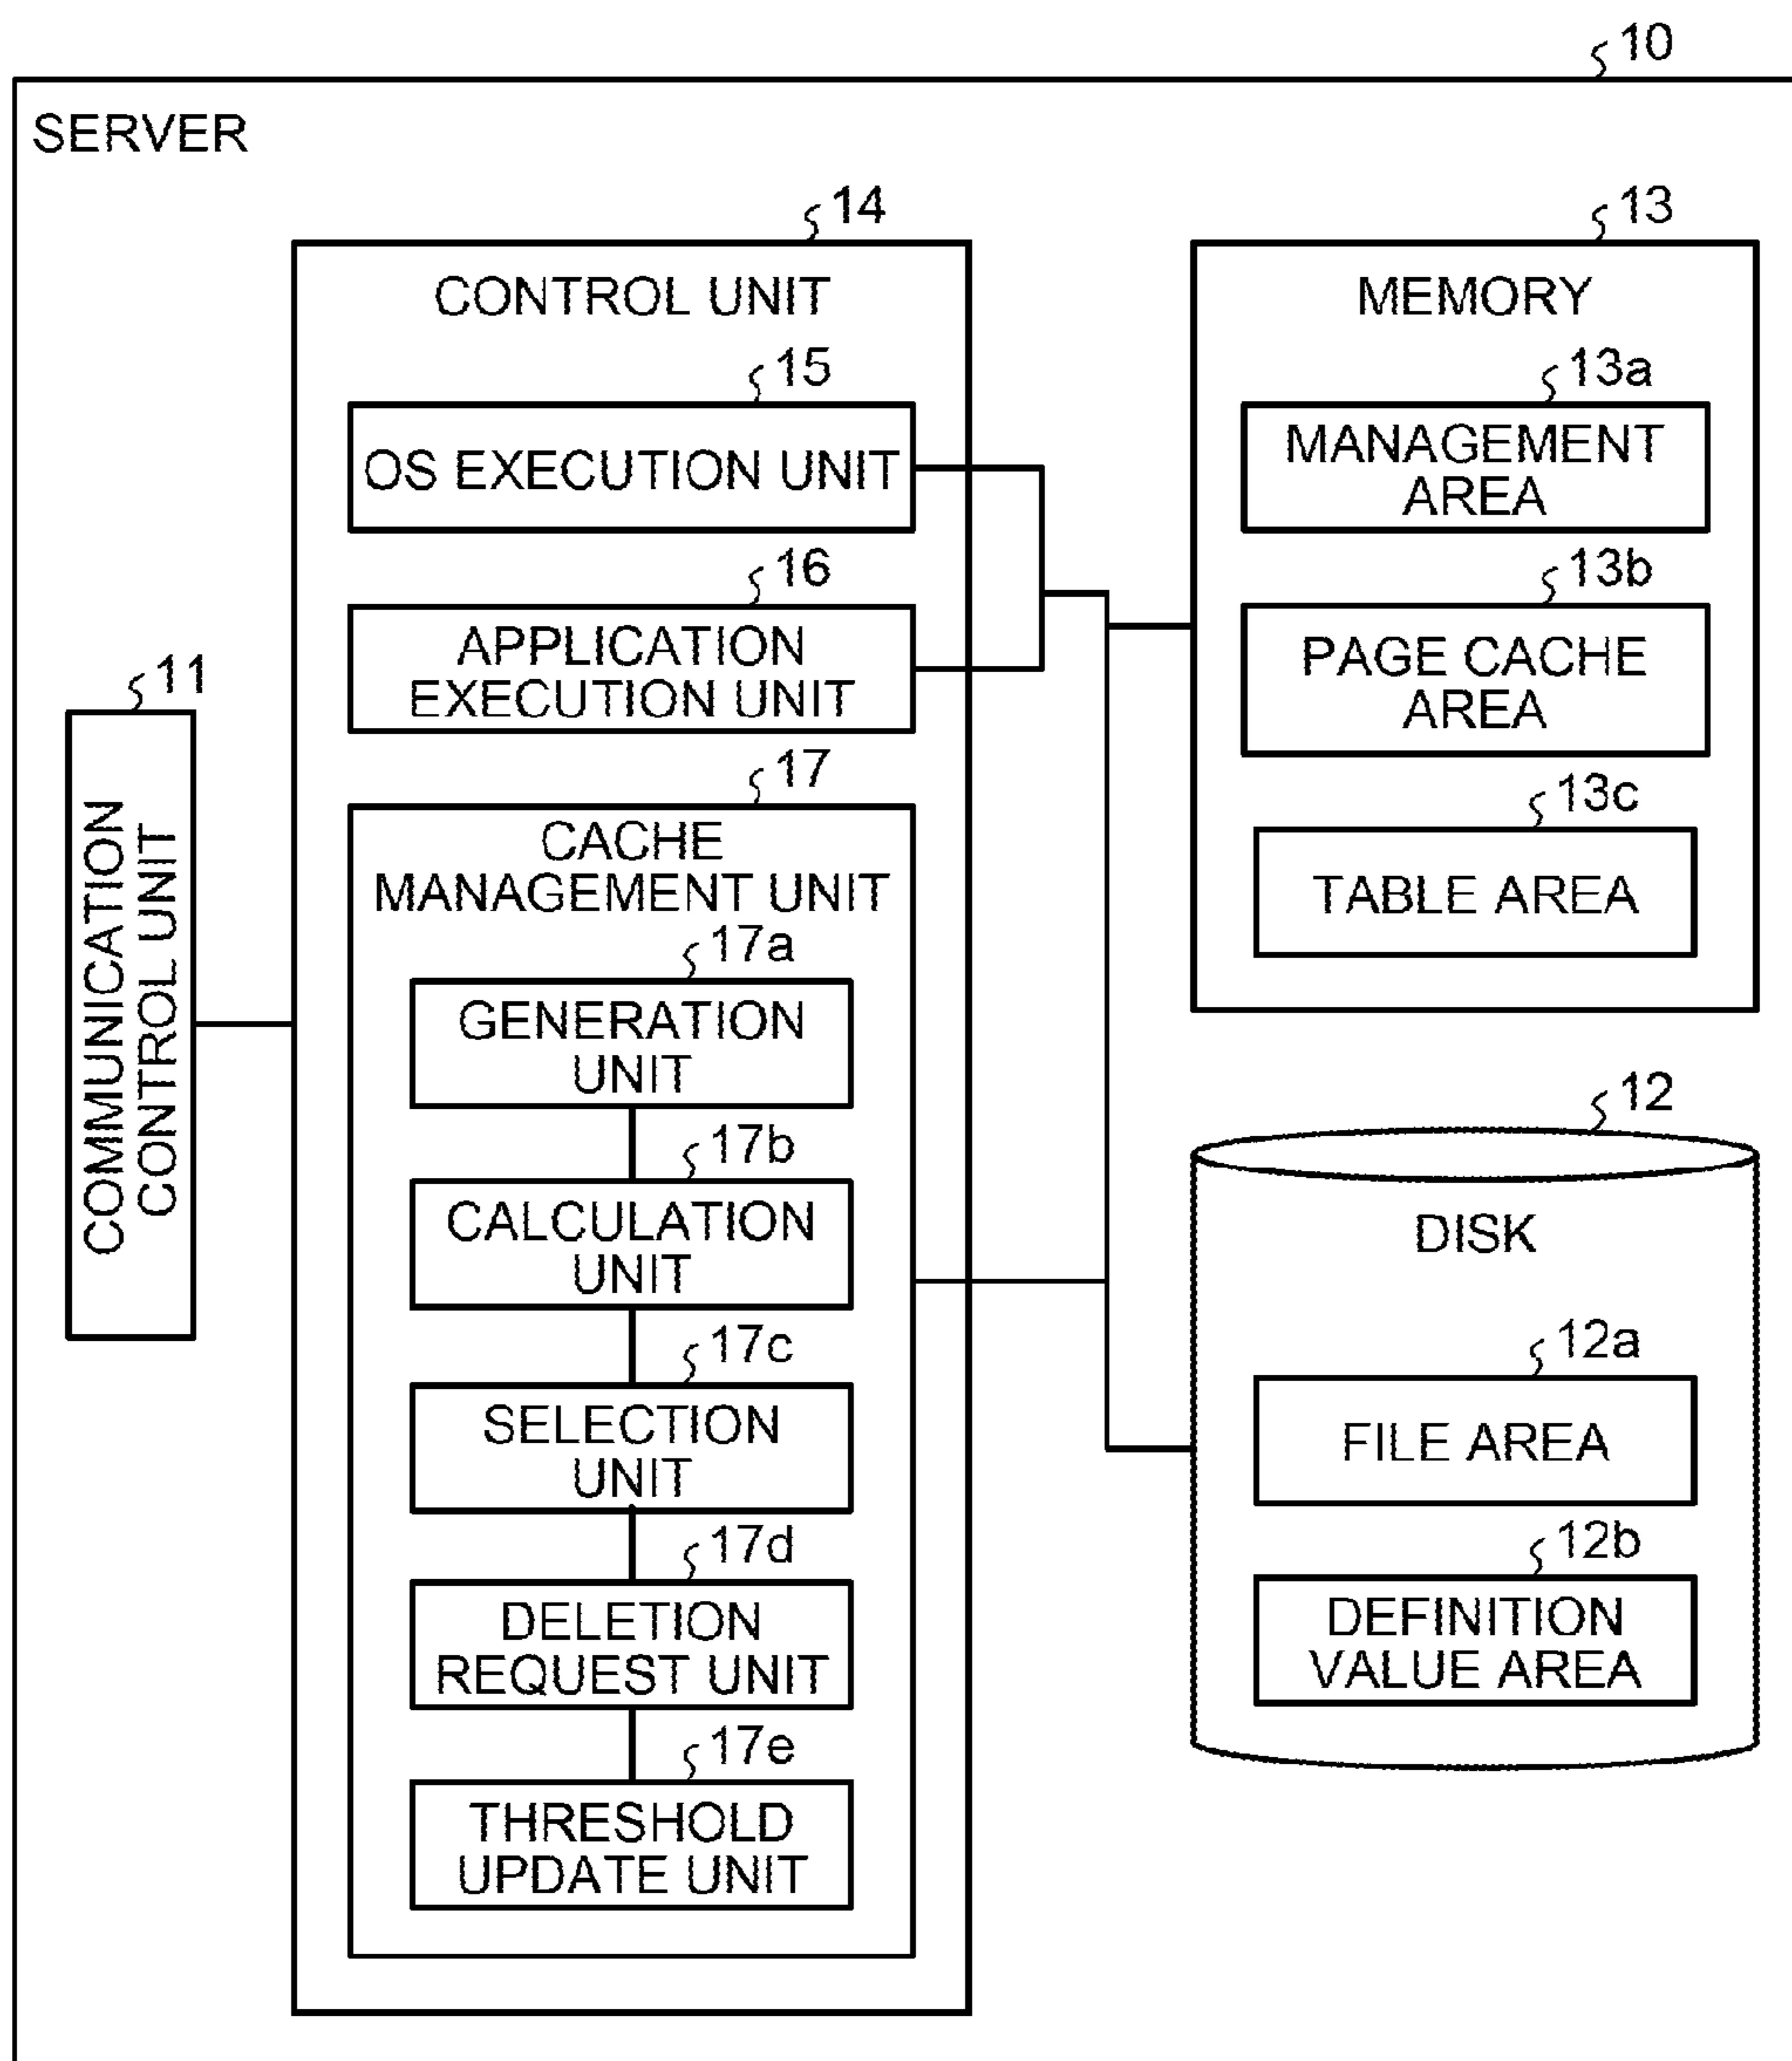 10
SERVER
14
CONTROL UNIT
15
OS EXECUTION UNIT
16
APPLICATION
EXECUTION UNIT
17
CACHE
MANAGEMENT UNIT
17a
GENERATION
UNIT
17b
CALCULATION
UNIT
17c
SELECTION
UNIT
17d
DELETION
REQUEST UNIT
17e
THRESHOLD
UPDATE UNIT
11
COMMUNICATION
CONTROL UNIT
13
MEMORY
13a
MANAGEMENT
AREA
13b
PAGE CACHE
AREA
13c
TABLE AREA
12
DISK
12a
FILE AREA
12b
DEFINITION
VALUE AREA